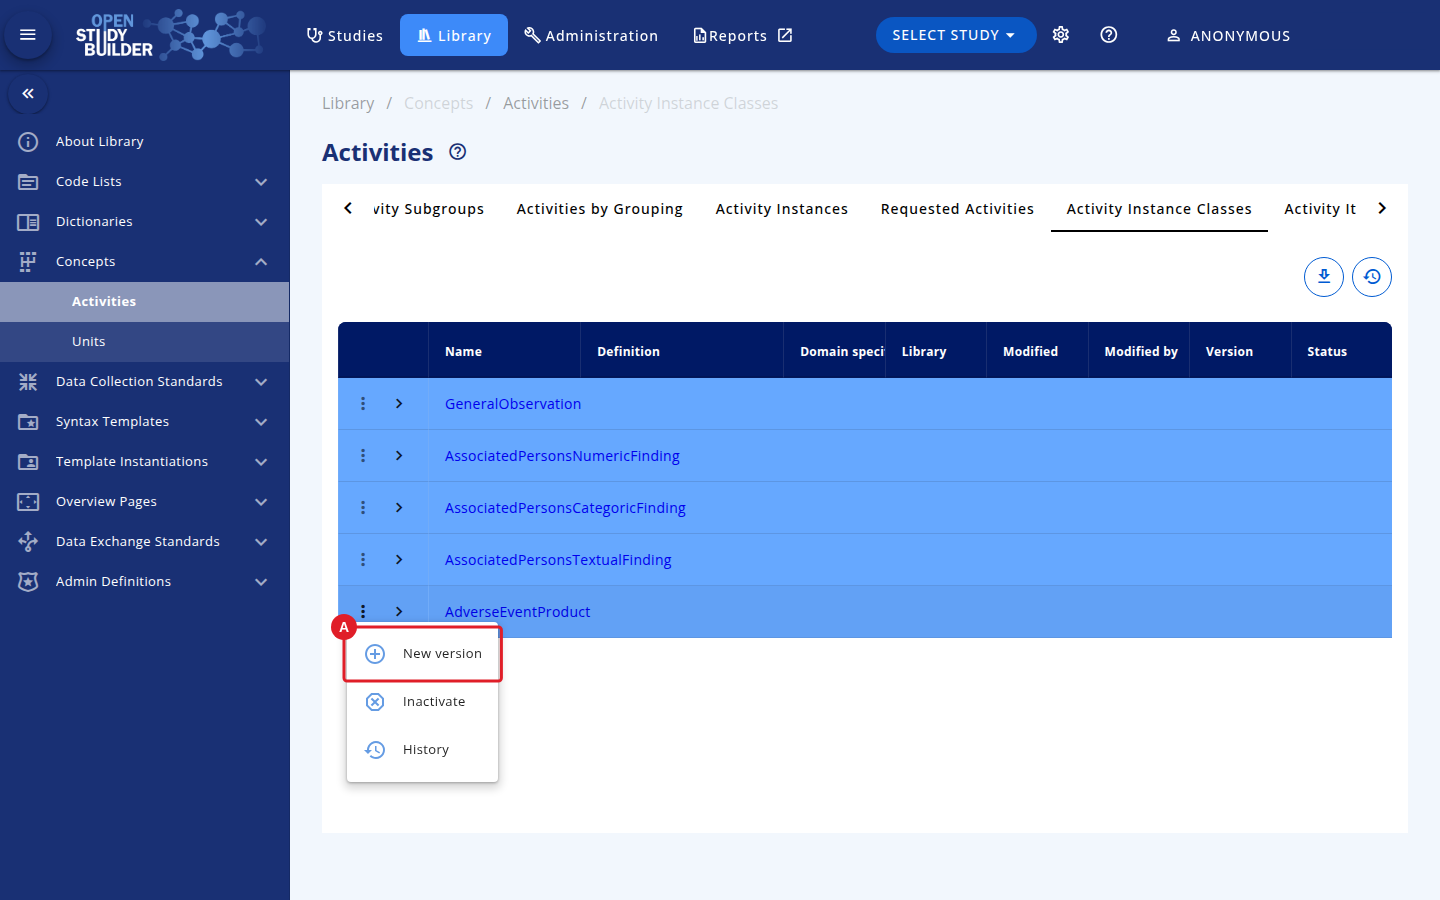 OPEN
STUDY
BUILDER
Studies
Library
Administration
Reports
SELECT STUDY
ANONYMOUS
About Library
Code Lists
Dictionaries
Concepts
Activities
Units
Data Collection Standards
Syntax Templates
Template Instantiations
Overview Pages
Data Exchange Standards
Admin Definitions
Library / Concepts / Activities / Activity Instance Classes
Activities
vity Subgroups Activities by Grouping Activity Instances Requested Activities Activity Instance Classes Activity It
Name Definition Domain speci Library Modified Modified by Version Status
GeneralObservation
AssociatedPersonsNumericFinding
AssociatedPersonsCategoricFinding
AssociatedPersonsTextualFinding
AdverseEventProduct
A
New version
Inactivate
History